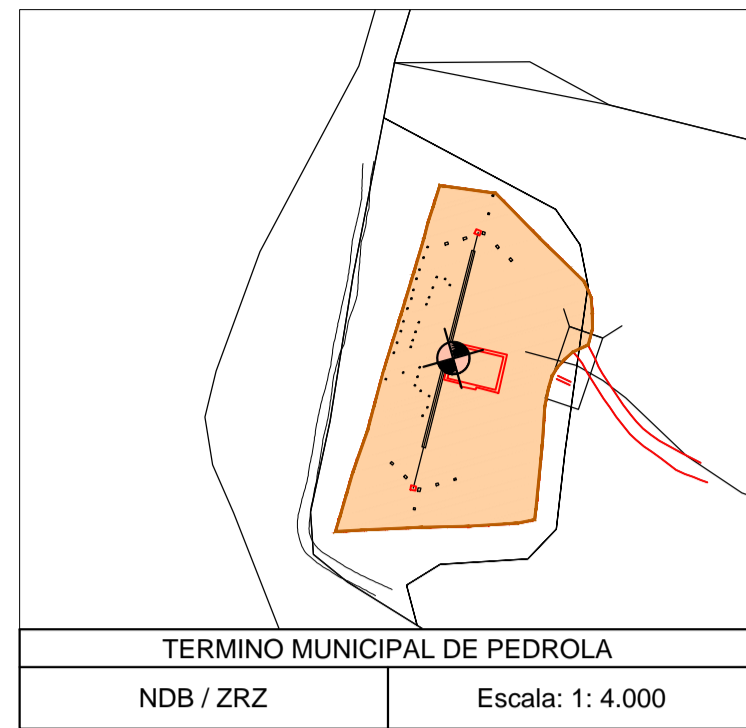 TERMINO MUNICIPAL DE PEDROLA
NDB / ZRZ
Escala: 1: 4.000